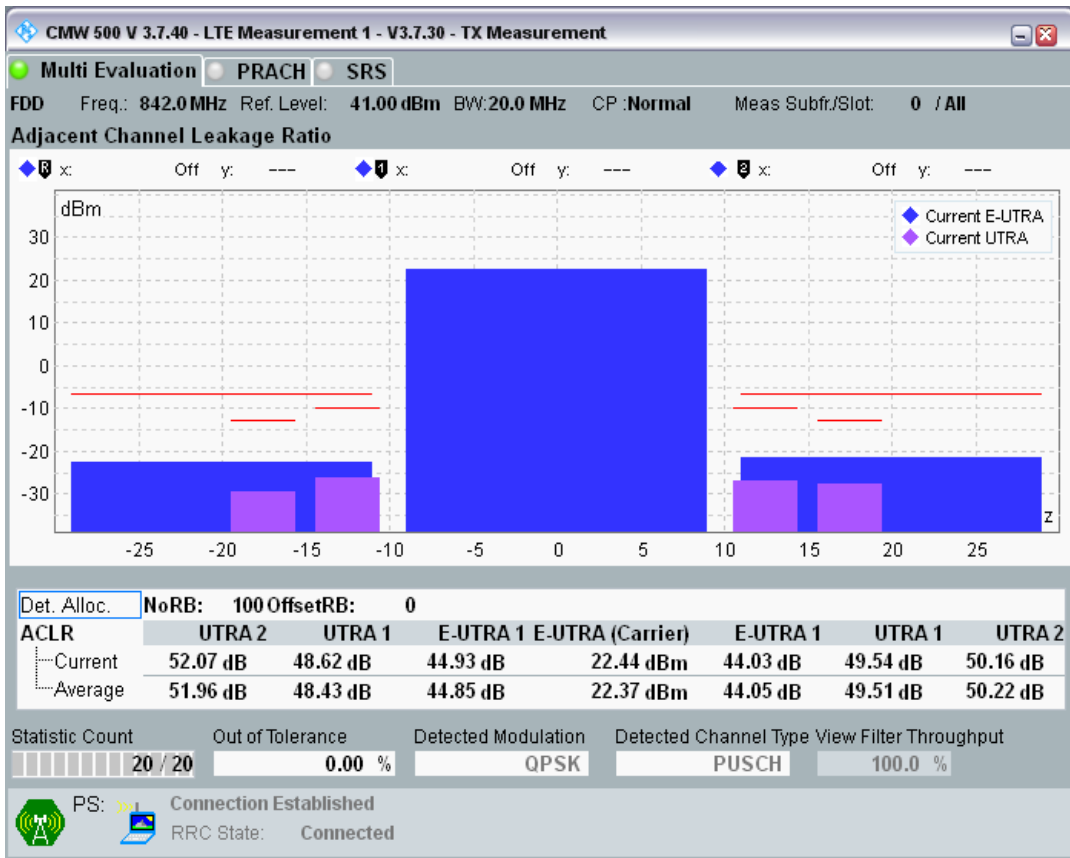 CMW 500 V 3.7.40 - LTE Measurement 1 - V3.7.30 - TX Measurement
Multi Evaluation PRACH SRS
FDD Freq.: 842.0 MHz Ref. Level: 41.00 dBm BW: 20.0 MHz CP : Normal Meas Subfr./Slot: 0 / All
Adjacent Channel Leakage Ratio
R x: Off y: --- 1 x: Off y: --- 2 x: Off y: ---
dBm
Current E-UTRA
Current UTRA
30
20
10
0
-10
-20
-30
z
-25 -20 -15 -10 -5 0 5 10 15 20 25
Det. Alloc. NoRB: 100 OffsetRB: 0
ACLR UTRA 2 UTRA 1 E-UTRA 1 E-UTRA (Carrier) E-UTRA 1 UTRA 1 UTRA 2
Current 52.07 dB 48.62 dB 44.93 dB 22.44 dBm 44.03 dB 49.54 dB 50.16 dB
Average 51.96 dB 48.43 dB 44.85 dB 22.37 dBm 44.05 dB 49.51 dB 50.22 dB
Statistic Count Out of Tolerance Detected Modulation Detected Channel Type View Filter Throughput
20 / 20 0.00 % QPSK PUSCH 100.0 %
PS: Connection Established
RRC State: Connected